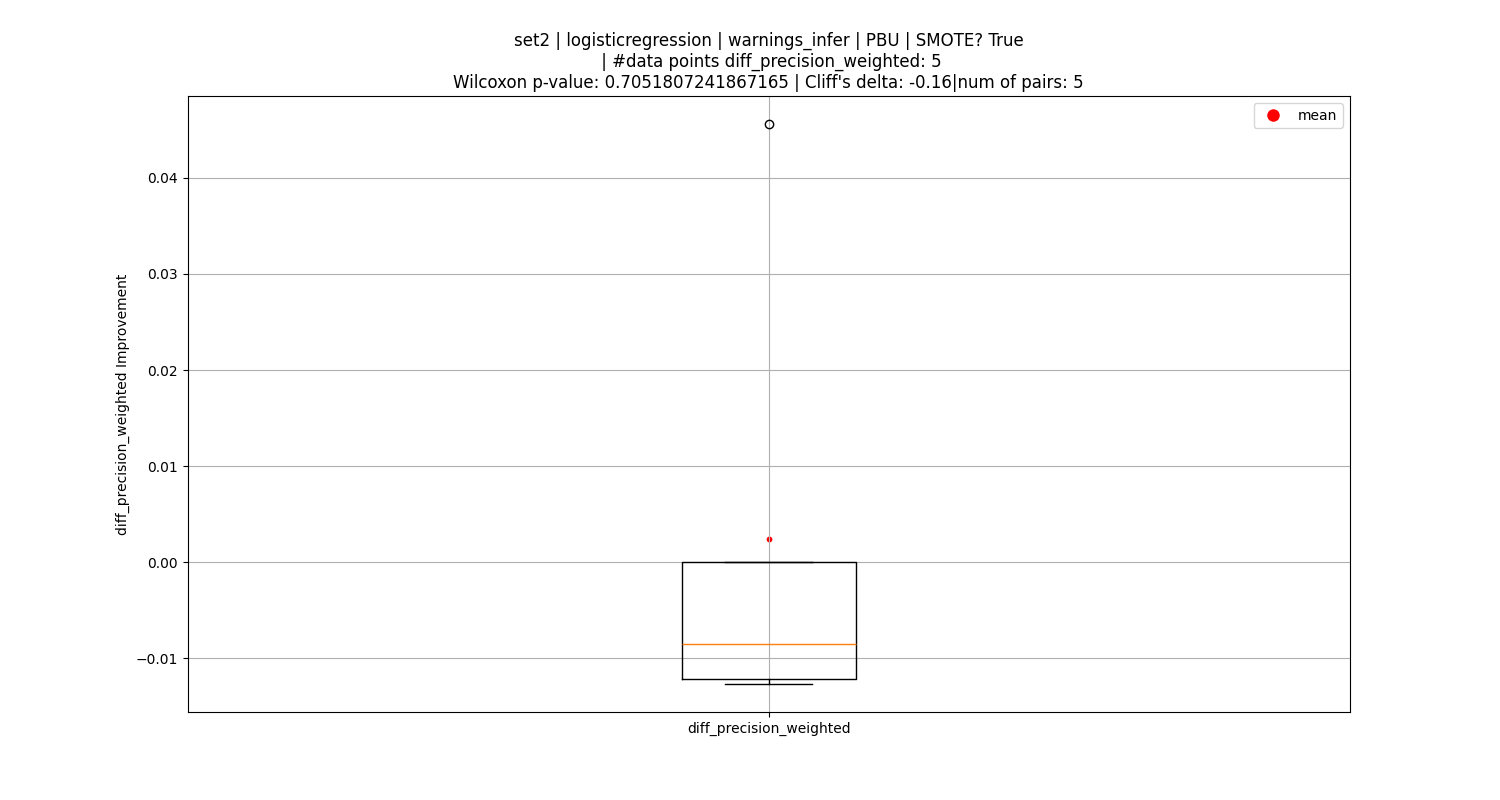 set2 | logisticregression | warnings_infer | PBU | SMOTE? True
| #data points diff_precision_weighted: 5
Wilcoxon p-value: 0.7051807241867165 | Cliff's delta: -0.16|num of pairs: 5
mean
0.04
0.03
0.02
0.01
0.00
−0.01
diff_precision_weighted Improvement
diff_precision_weighted